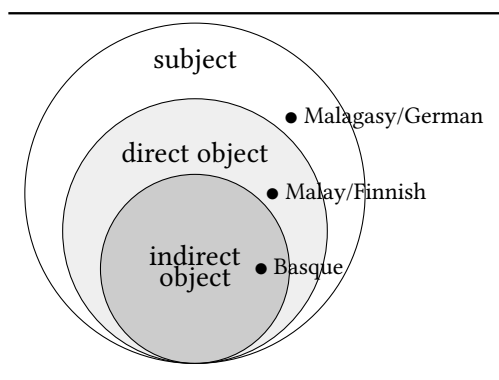 subject
● Malagasy/German
direct object
● Malay/Finnish
indirect
object
● Basque